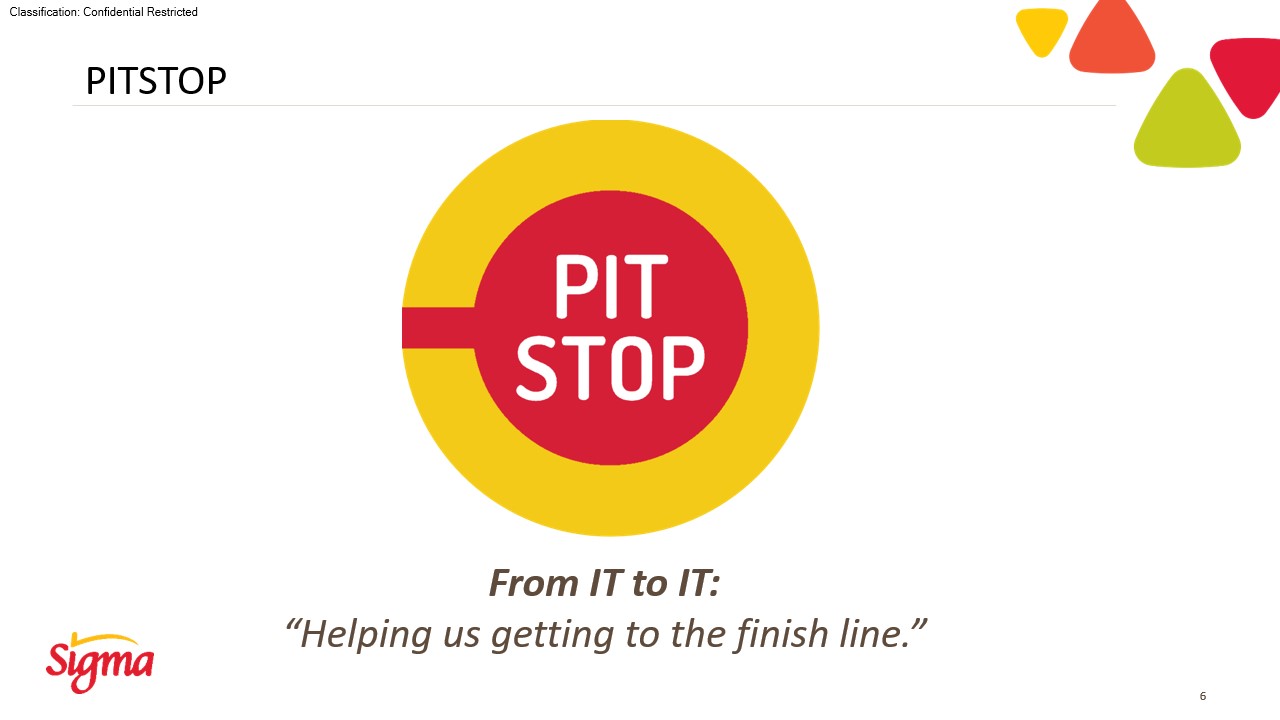 Classification: Confidential Restricted
PITSTOP
PIT
STOP
From IT to IT:
“Helping us getting to the finish line.”
Sigma
6